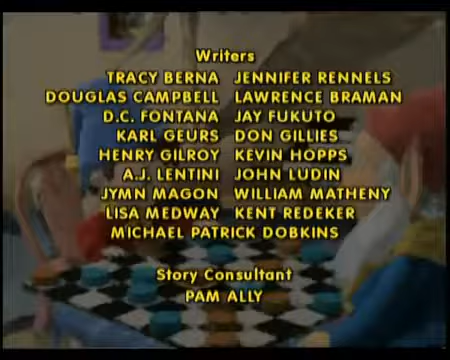 Writers
TRACY BERNA JENNIFER RENNELS
DOUGLAS CAMPBELL LAWRENCE BRAMAN
D.C. FONTANA JAY FUKUTO
KARL GEURS DON GILLIES
HENRY GILROY KEVIN HOPPS
A.J. LENTINI JOHN LUDIN
JYMN MAGON WILLIAM MATHENY
LISA MEDWAY KENT REDEKER
MICHAEL PATRICK DOBKINS
Story Consultant
PAM ALLY